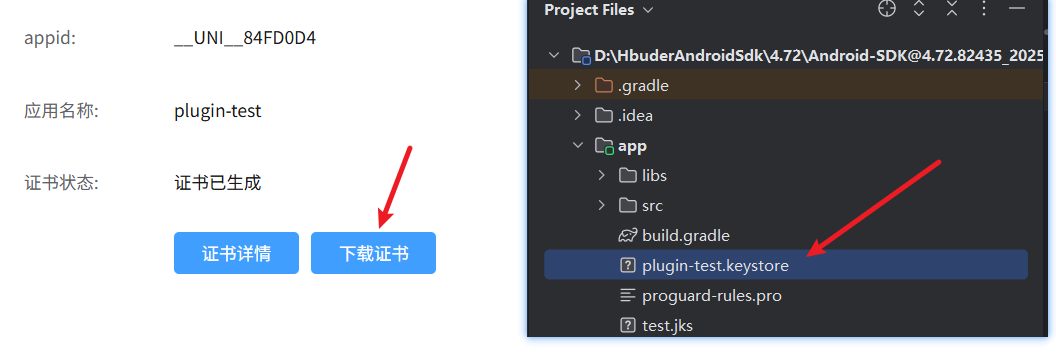 appid:
__UNI__84FD0D4
应用名称:
plugin-test
证书状态:
证书已生成
证书详情
下载证书
Project Files
D:\HbuderAndroidSdk\4.72\Android-SDK@4.72.82435_2025
.gradle
.idea
app
libs
src
build.gradle
plugin-test.keystore
proguard-rules.pro
test.jks